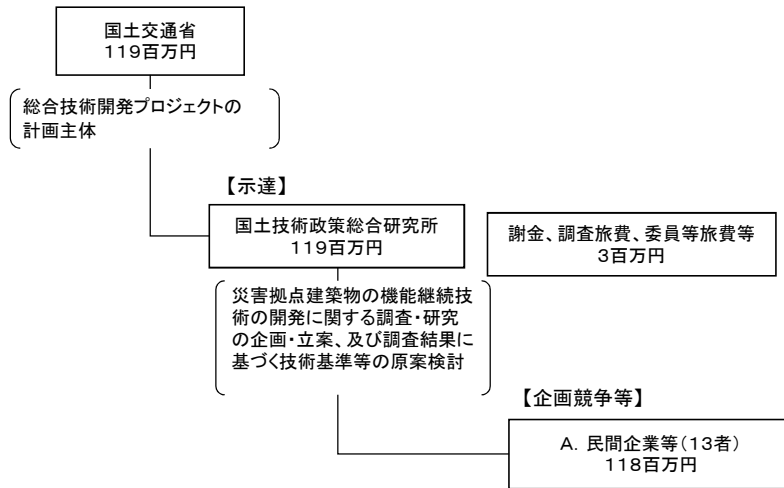 国土交通省
119百万円
総合技術開発プロジェクトの
計画主体
【示達】
国土技術政策総合研究所
119百万円
謝金、調査旅費、委員等旅費等
3百万円
災害拠点建築物の機能継続技
術の開発に関する調査・研究
の企画・立案、及び調査結果に
基づく技術基準等の原案検討
【企画競争等】
A. 民間企業等(13者)
118百万円